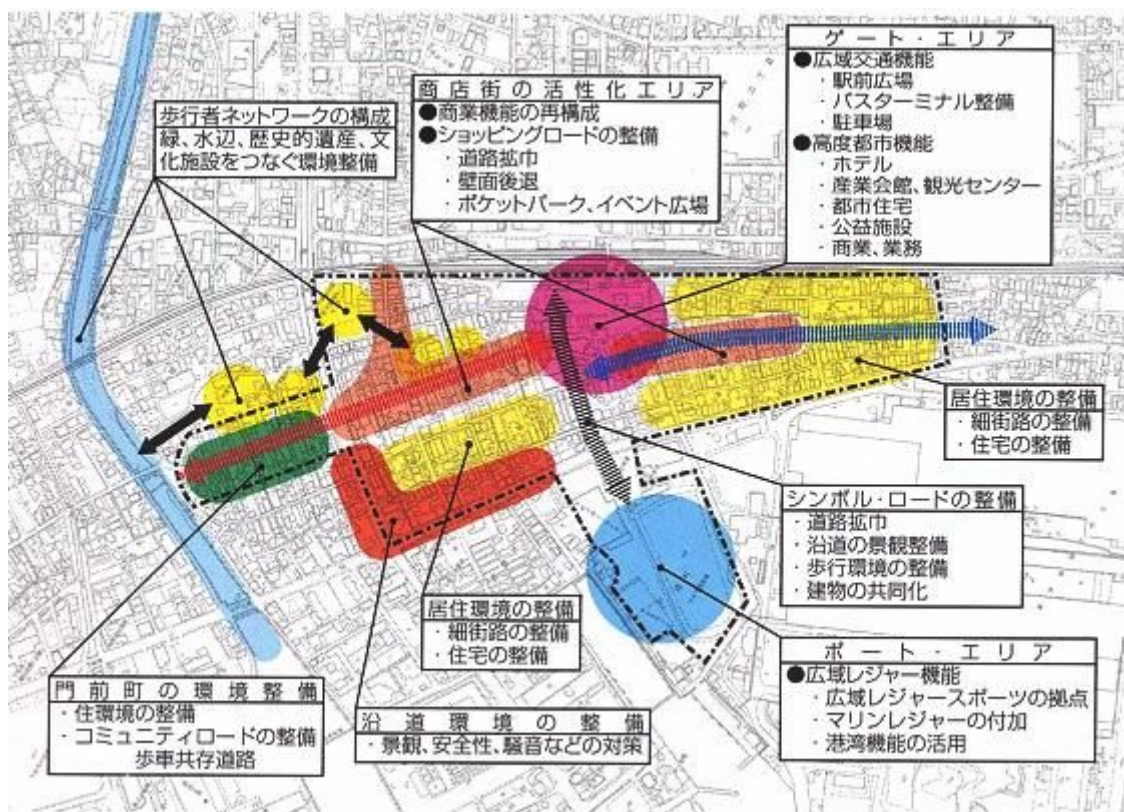 ゲート・エリア
●広域交通機能
・駅前広場
・バスターミナル整備
・駐車場
●高度都市機能
・ホテル
・産業会館、観光センター
・都市住宅
・公益施設
・商業、業務
商店街の活性化エリア
●商業機能の再構成
●ショッピングロードの整備
・道路拡巾
・壁面後退
・ポケットパーク、イベント広場
歩行者ネットワークの構成
緑、水辺、歴史的遺産、文
化施設をつなぐ環境整備
居住環境の整備
・細街路の整備
・住宅の整備
シンボル・ロードの整備
・道路拡巾
・沿道の景観整備
・歩行環境の整備
・建物の共同化
居住環境の整備
・細街路の整備
・住宅の整備
ポート・エリア
●広域レジャー機能
・広域レジャースポーツの拠点
・マリンレジャーの付加
・港湾機能の活用
門前町の環境整備
・住環境の整備
・コミュニティロードの整備
歩車共存道路
沿道環境の整備
・景観、安全性、騒音などの対策